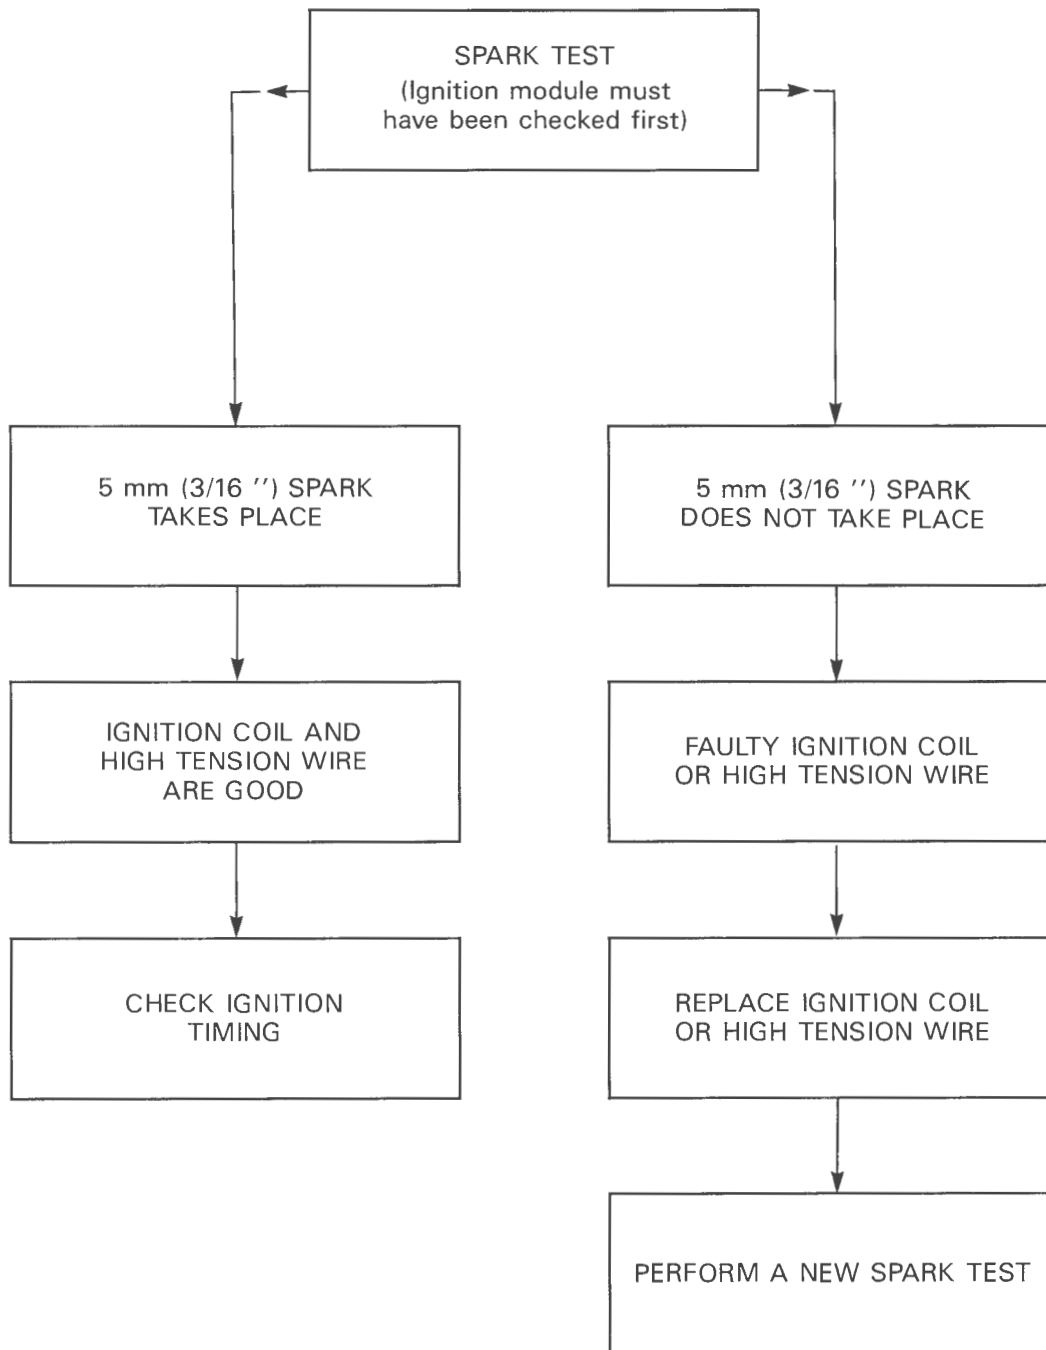 SPARK TEST
(Ignition module must
have been checked first)
5 mm (3/16 ′′) SPARK
TAKES PLACE
IGNITION COIL AND
HIGH TENSION WIRE
ARE GOOD
CHECK IGNITION
TIMING
5 mm (3/16 ′′) SPARK
DOES NOT TAKE PLACE
FAULTY IGNITION COIL
OR HIGH TENSION WIRE
REPLACE IGNITION COIL
OR HIGH TENSION WIRE
PERFORM A NEW SPARK TEST